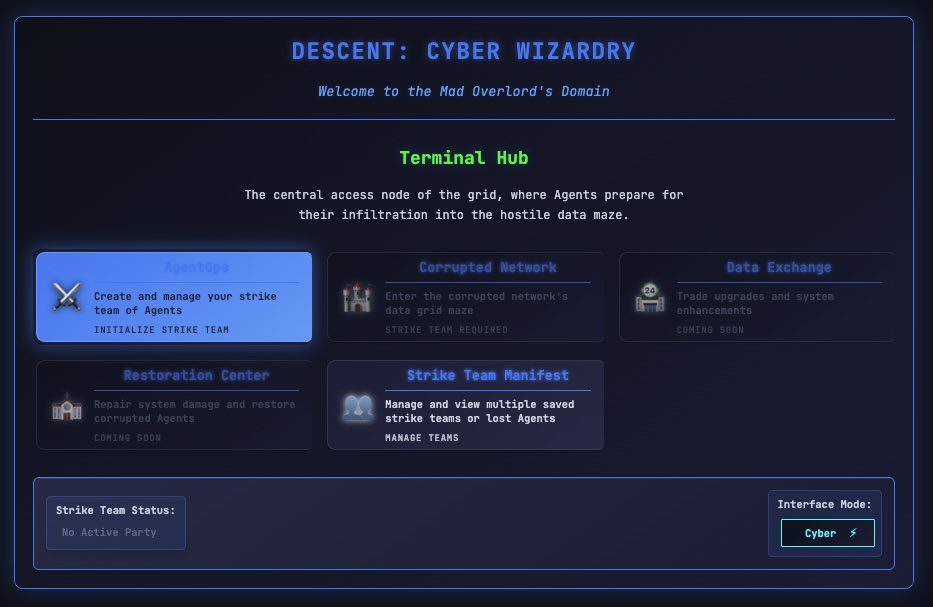 DESCENT: CYBER WIZARDRY
Welcome to the Mad Overlord's Domain
Terminal Hub
The central access node of the grid, where Agents prepare for
their infiltration into the hostile data maze.
AgentOps
Create and manage your strike
team of Agents
INITIALIZE STRIKE TEAM
Corrupted Network
Enter the corrupted network's
data grid maze
STRIKE TEAM REQUIRED
24
Data Exchange
Trade upgrades and system
enhancements
COMING SOON
Restoration Center
Repair system damage and restore
corrupted Agents
COMING SOON
Strike Team Manifest
Manage and view multiple saved
strike teams or lost Agents
MANAGE TEAMS
Strike Team Status:
No Active Party
Interface Mode:
Cyber ⚡